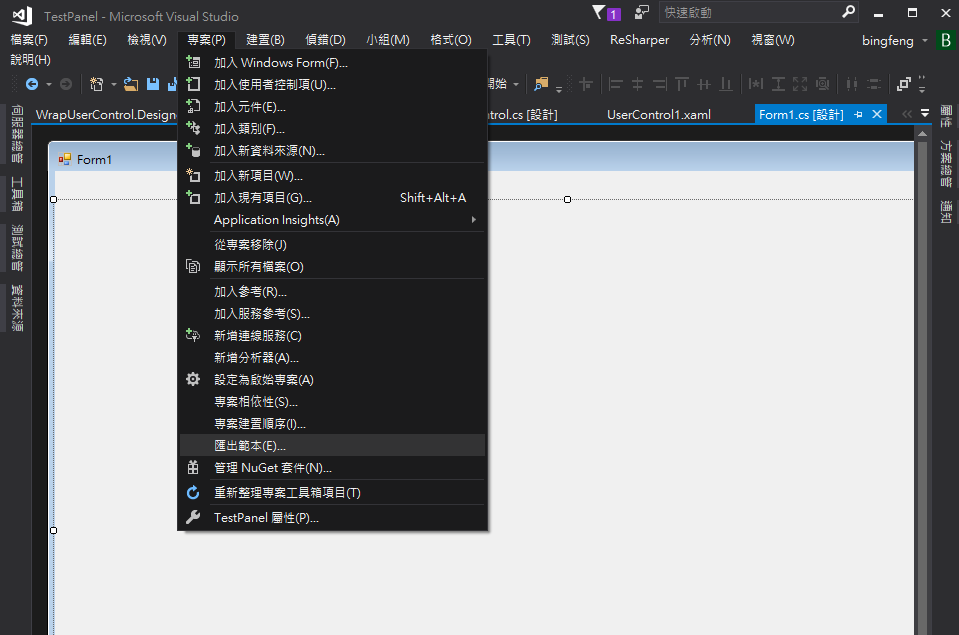 TestPanel - Microsoft Visual Studio
1
快速啟動
檔案(F) 編輯(E) 檢視(V) 專案(P) 建置(B) 偵錯(D) 小組(M) 格式(O) 工具(T) 測試(S) ReSharper 分析(N) 視窗(W) bingfeng B
說明(H)
開始
WrapUserControl.Designe
trol.cs [設計]
UserControl1.xaml
Form1.cs [設計]
伺服器總管
工具箱
測試總管
資料來源
Form1
加入 Windows Form(F)...
加入使用者控制項(U)...
加入元件(E)...
加入類別(F)...
加入新資料來源(N)...
加入新項目(W)...
加入現有項目(G)... Shift+Alt+A
Application Insights(A)
從專案移除(J)
顯示所有檔案(O)
加入參考(R)...
加入服務參考(S)...
新增連線服務(C)
新增分析器(A)...
設定為啟始專案(A)
專案相依性(S)...
專案建置順序(I)...
匯出範本(E)...
管理 NuGet 套件(N)...
重新整理專案工具箱項目(T)
TestPanel 屬性(P)...
屬性
方案總管
通知